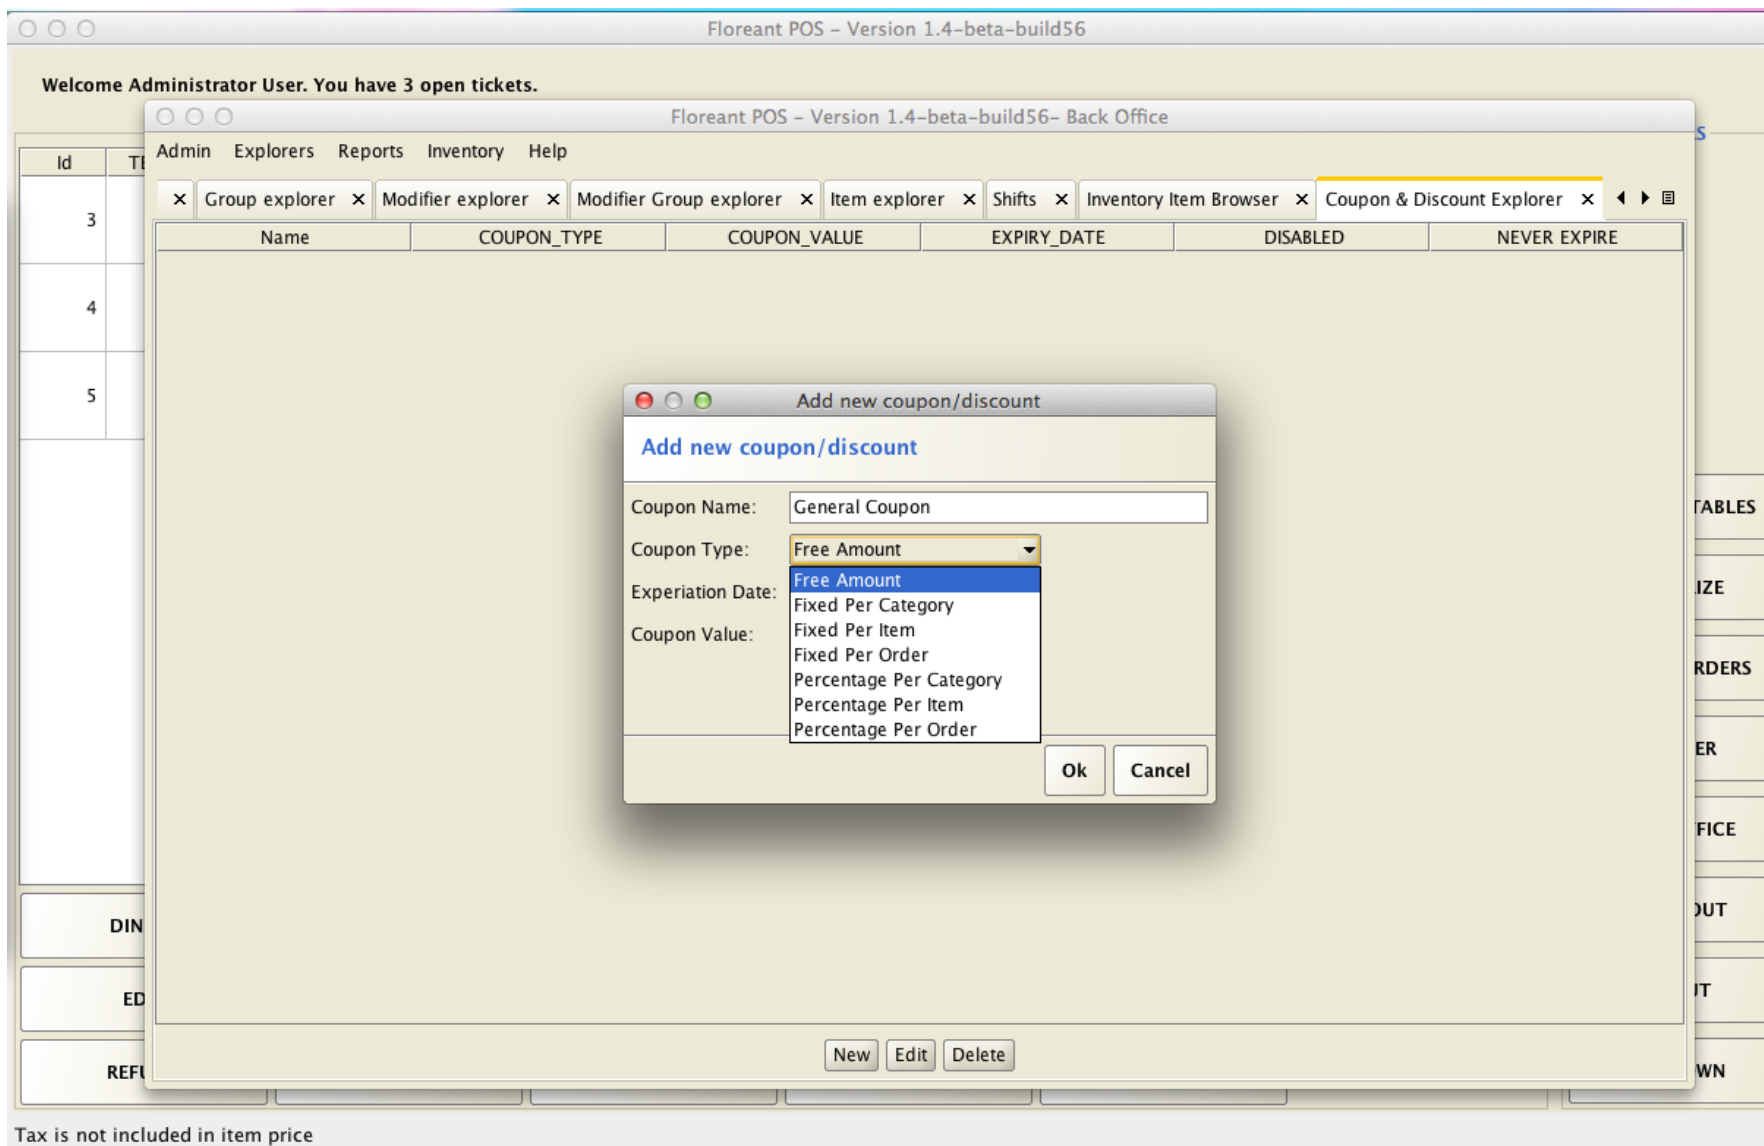 Floreant POS – Version 1.4-beta-build56
Welcome Administrator User. You have 3 open tickets.
Floreant POS – Version 1.4-beta-build56– Back Office
Admin Explorers Reports Inventory Help
Group explorer Modifier explorer Modifier Group explorer Item explorer Shifts Inventory Item Browser Coupon & Discount Explorer
Id
Name COUPON_TYPE COUPON_VALUE EXPIRY_DATE DISABLED NEVER EXPIRE
3
4
5
Add new coupon/discount
Add new coupon/discount
Coupon Name: General Coupon
Coupon Type: Free Amount
Free Amount
Experiation Date:
Fixed Per Category
Fixed Per Item
Coupon Value:
Fixed Per Order
Percentage Per Category
Percentage Per Item
Percentage Per Order
Ok Cancel
TABLES
IZE
RDERS
ER
FICE
OUT
UT
WN
DIN
ED
REFU
New Edit Delete
Tax is not included in item price